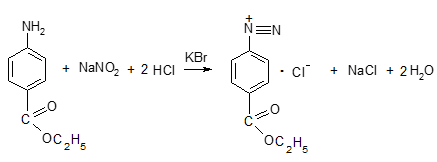 NH2 + N≡N
KBr
+ NaNO2 + 2 HCl · Cl- + NaCl + 2 H2O
C O C O
OC2H5 OC2H5